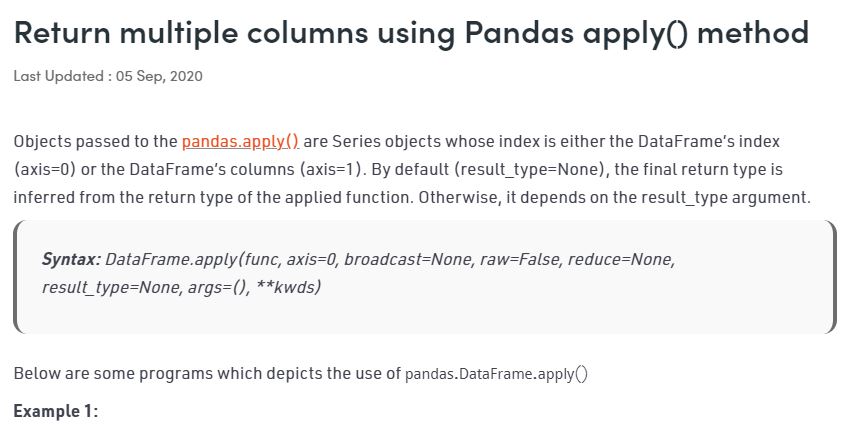 Return multiple columns using Pandas apply() method
Last Updated : 05 Sep, 2020
Objects passed to the pandas.apply() are Series objects whose index is either the DataFrame's index
(axis=0) or the DataFrame's columns (axis=1). By default (result_type=None), the final return type is
inferred from the return type of the applied function. Otherwise, it depends on the result_type argument.
Syntax: DataFrame.apply(func, axis=0, broadcast=None, raw=False, reduce=None,
result_type=None, args=(), **kwds)
Below are some programs which depicts the use of pandas.DataFrame.apply()
Example 1: